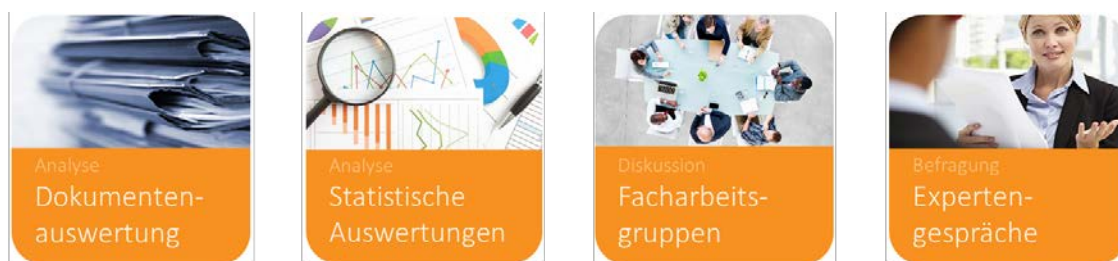 Analyse
Dokumenten-
auswertung
Analyse
Statistische
Auswertungen
Diskussion
Facharbeits-
gruppen
Befragung
Experten-
gespräche